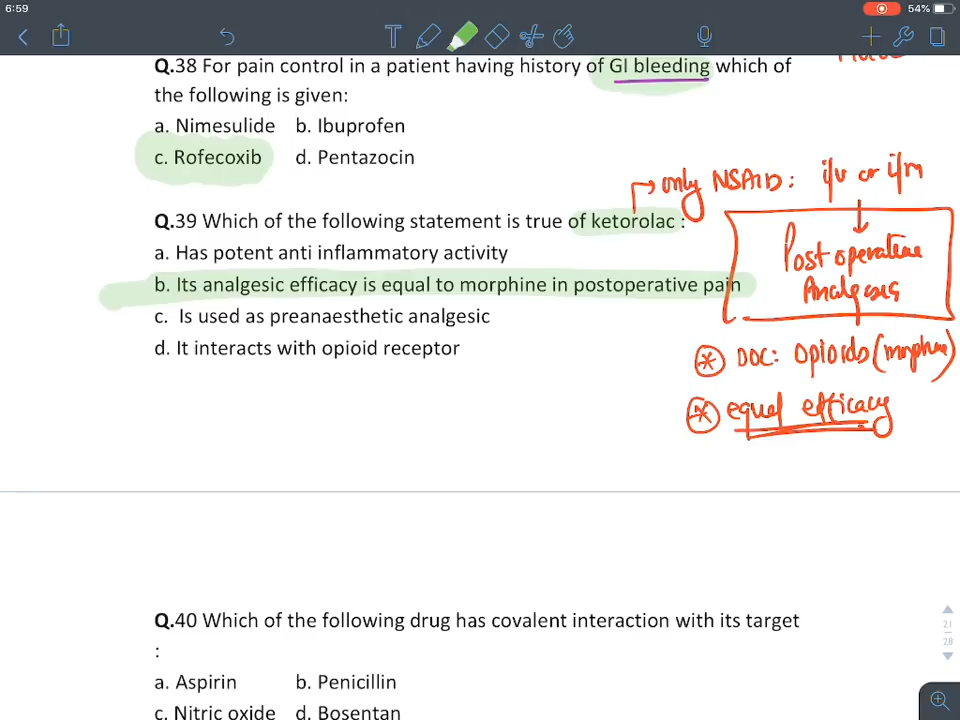 6:59
54%
T
Q.38 For pain control in a patient having history of GI bleeding which of
the following is given:
a. Nimesulide b. Ibuprofen
c. Rofecoxib d. Pentazocin
only NSAID: i/v or i/m
Q.39 Which of the following statement is true of ketorolac :
a. Has potent anti inflammatory activity
b. Its analgesic efficacy is equal to morphine in postoperative pain
c. Is used as preanaesthetic analgesic
d. It interacts with opioid receptor
Post operative
Analgesis
DOC: Opioids (morphine)
equal efficacy
Q.40 Which of the following drug has covalent interaction with its target
:
a. Aspirin b. Penicillin
c. Nitric oxide d. Bosentan
21
28